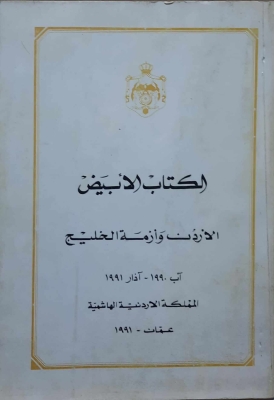 الكتاب الأبيض
الأردن وأزمة الخليج
آب ١٩٩٠ - آذار ١٩٩١
المملكة الاردنية الهاشمية
عمان - ١٩٩١